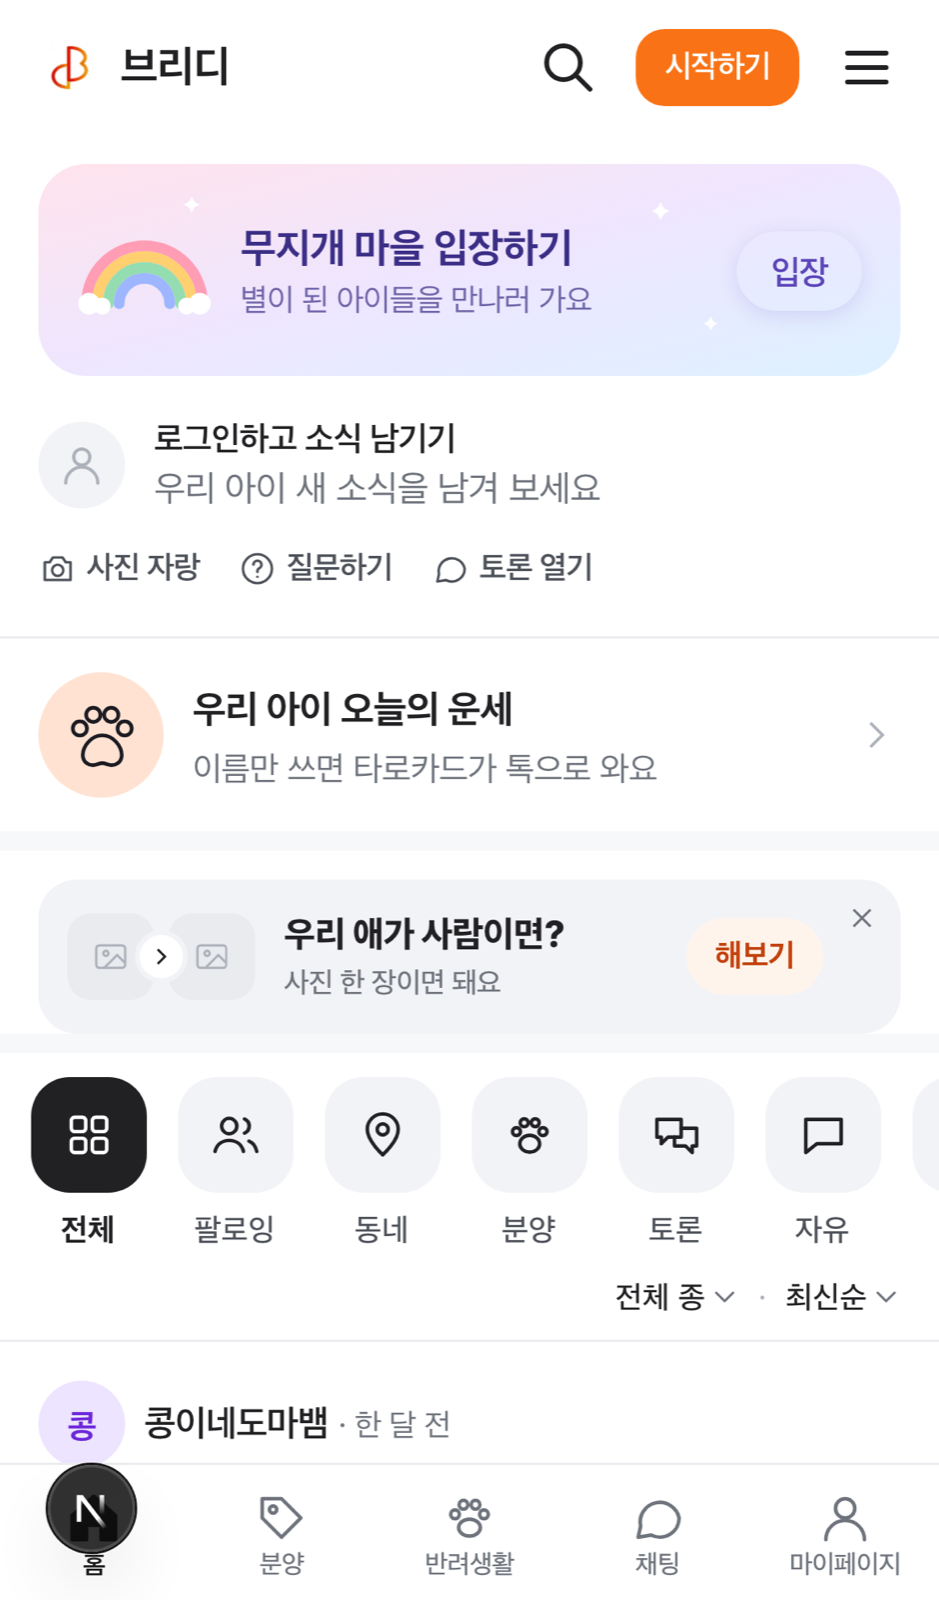 브리디
시작하기
무지개 마을 입장하기
별이 된 아이들을 만나러 가요
입장
로그인하고 소식 남기기
우리 아이 새 소식을 남겨 보세요
사진 자랑
질문하기
토론 열기
우리 아이 오늘의 운세
이름만 쓰면 타로카드가 톡으로 와요
우리 애가 사람이면?
사진 한 장이면 돼요
해보기
전체
팔로잉
동네
분양
토론
자유
전체 종 · 최신순
콩
콩이네도마뱀 · 한 달 전
N
홈
분양
반려생활
채팅
마이페이지